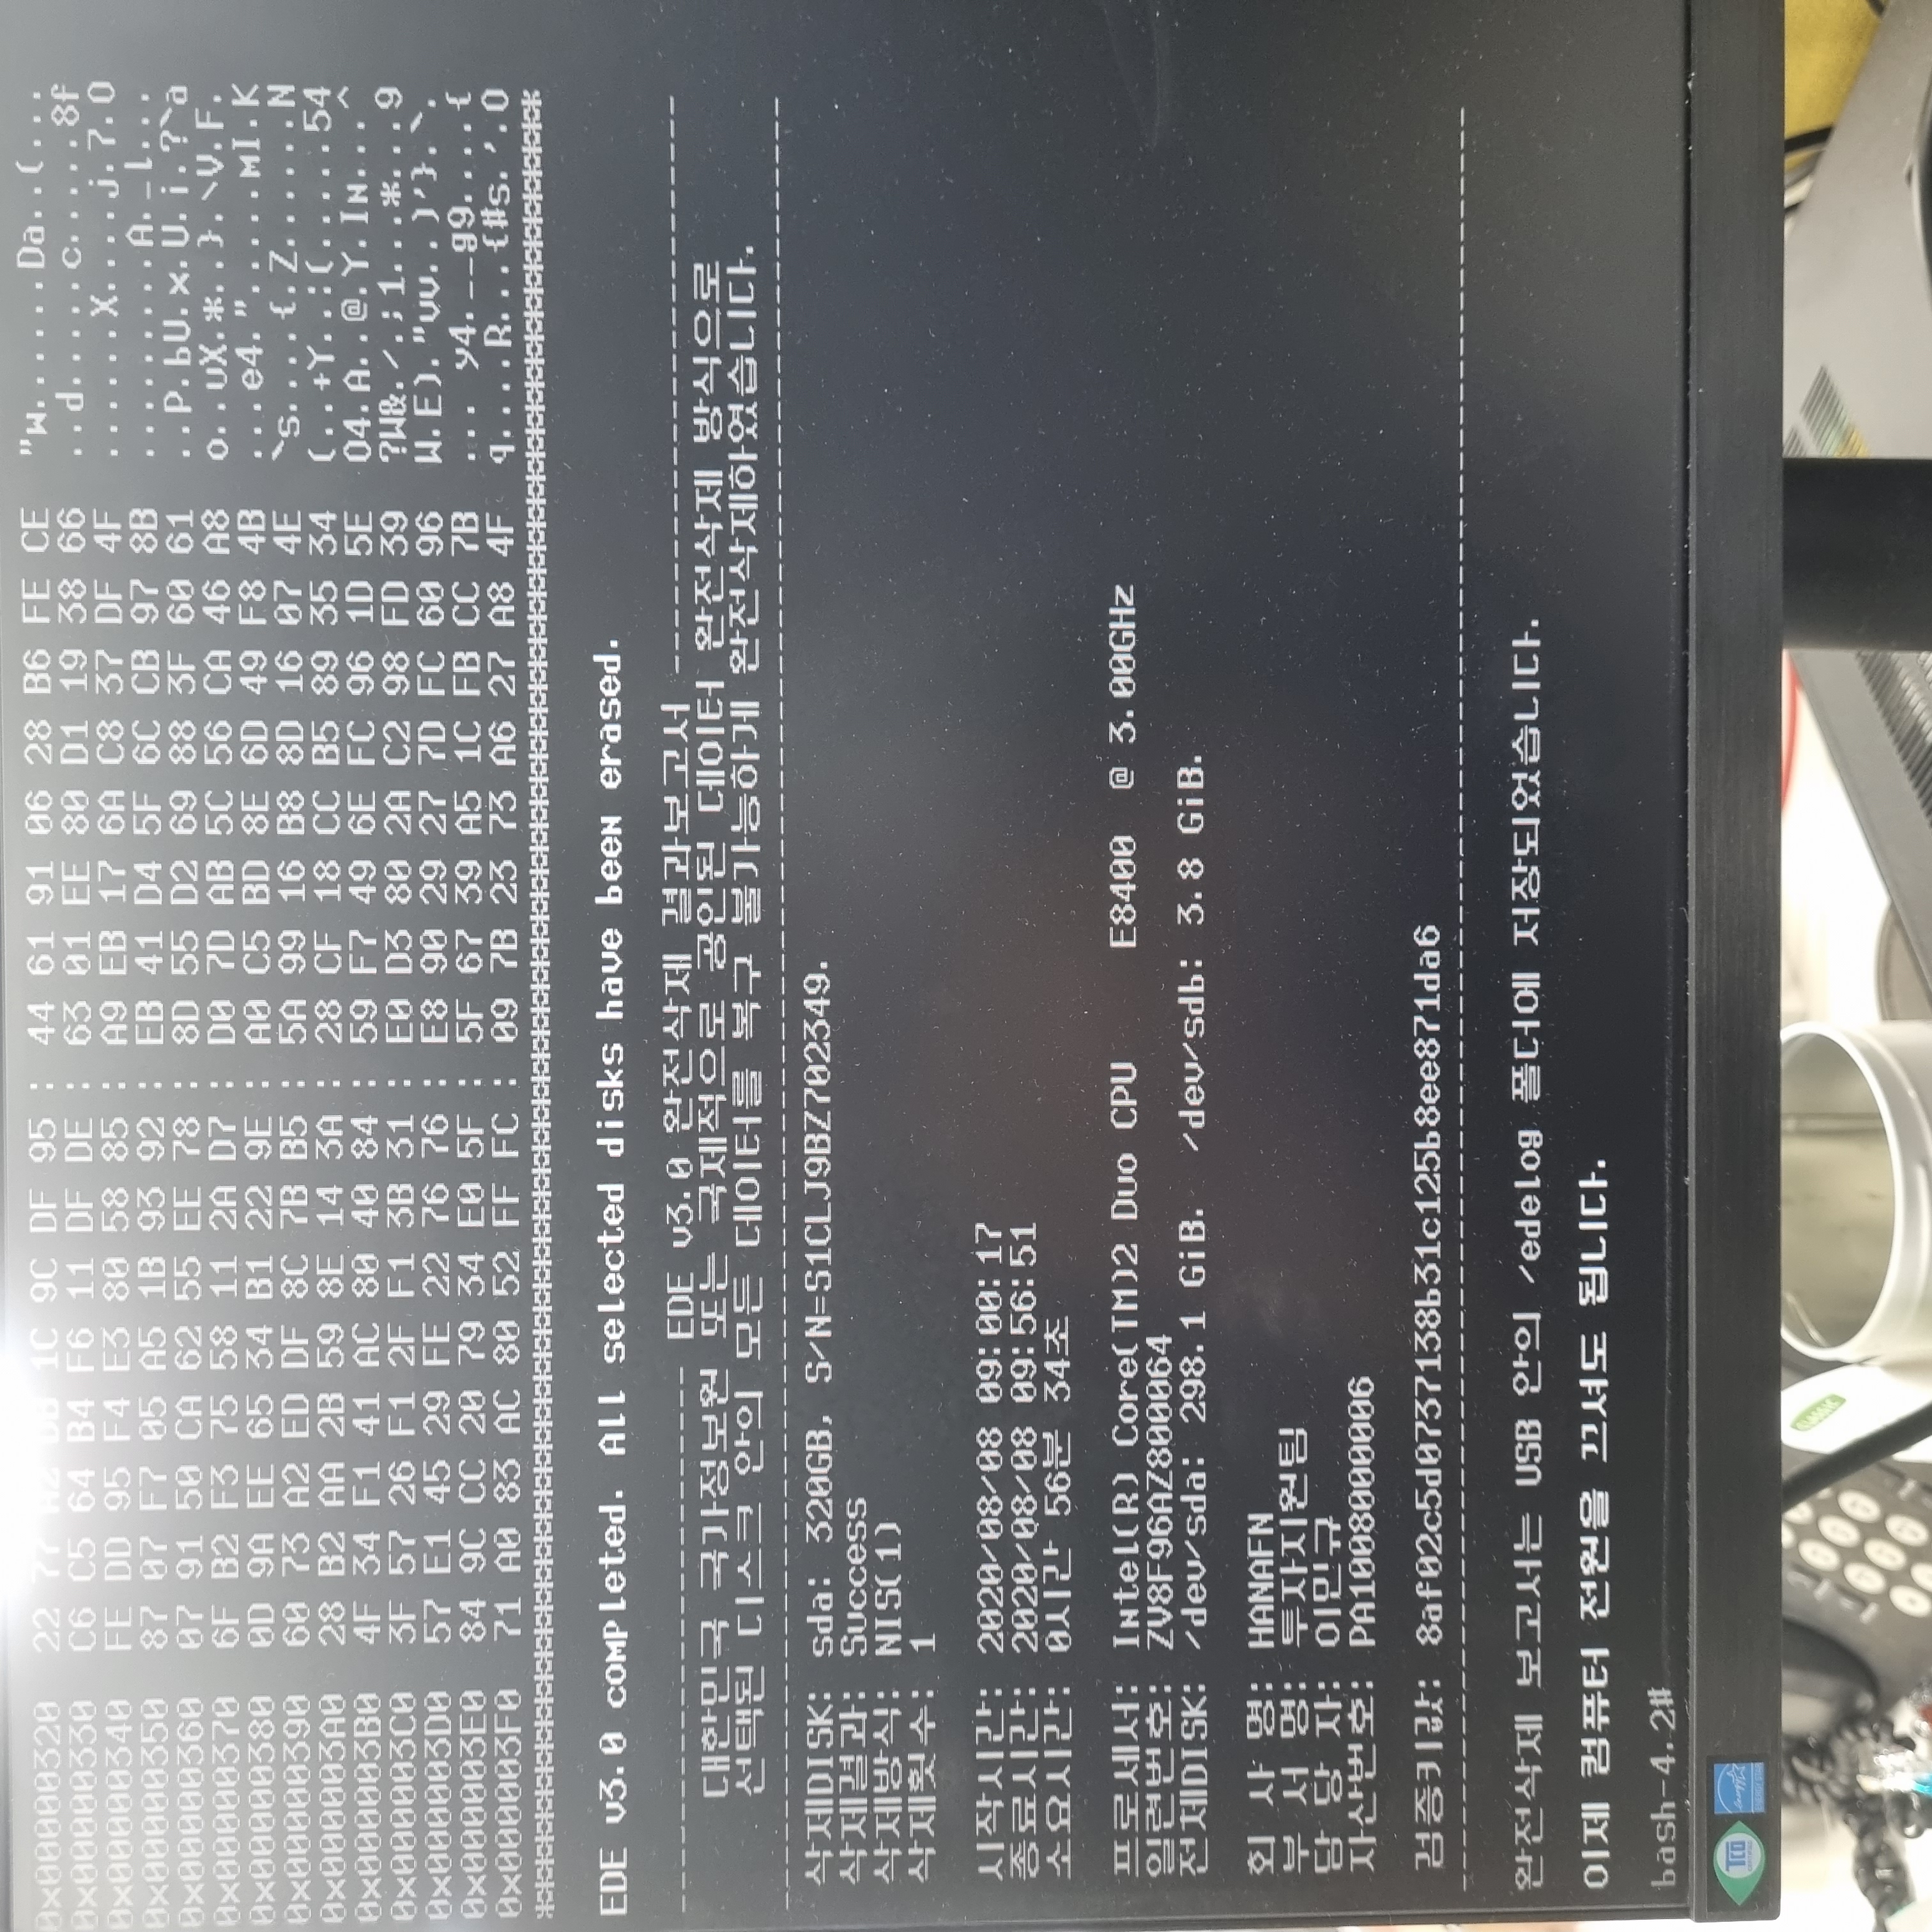 0x00000320 22 77 A2 DB 1C 9C DF 95 : 44 61 91 06 28 B6 FE CE "w......Da..(...
0x00000330 C6 C5 64 B4 F6 11 DF DE : 63 01 EE 80 D1 19 38 66 ..d.....c.....8f
0x00000340 FE DD 95 F4 E3 80 58 85 : A9 EB 17 6A C8 37 DF 4F ......X....j.7.O
0x00000350 87 07 F7 05 A5 1B 93 92 : EB 41 D4 5F 6C CB 97 8B .........A._l...
0x00000360 07 91 50 CA 62 55 EE 78 : 8D 55 D2 69 88 3F 60 61 ..P.bU.x.U.i.?`a
0x00000370 6F B2 F3 75 58 11 2A D7 : D0 7D AB 5C 56 CA 46 A8 o..uX.*..}.\V.F.
0x00000380 0D 9A EE 65 34 B1 22 9E : A0 C5 BD 8E 6D 49 F8 4B ...e4.".....mI.K
0x00000390 60 73 A2 ED DF 8C 7B B5 : 5A 99 16 B8 8D 16 07 4E `s....{.Z......N
0x000003A0 28 B2 AA 2B 59 8E 14 3A : 28 CF 18 CC B5 89 35 34 (..+Y..:(.....54
0x000003B0 4F 34 F1 41 AC 80 40 84 : 59 F7 49 6E FC 96 1D 5E O4.A..@.Y.In...^
0x000003C0 3F 57 26 F1 2F F1 3B 31 : E0 D3 80 2A C2 98 FD 39 ?W&./.;1...*...9
0x000003D0 57 E1 45 29 FE 22 76 76 : E8 90 29 27 7D FC 60 96 W.E)."vv..)'}.`.
0x000003E0 84 9C CC 20 79 34 E0 5F : 5F 67 39 A5 1C FB CC 7B ... y4.__g9....{
0x000003F0 71 A0 83 AC 80 52 FF FC : 09 7B 23 73 A6 27 A8 4F q....R...{#s.'.O
********************************************************************************
EDE v3.0 completed. All selected disks have been erased.
------------------------ EDE v3.0 완전삭제 결과보고서 -------------------------
대한민국 국가정보원 또는 국제적으로 공인된 데이터 완전삭제 방식으로
선택된 디스크 안의 모든 데이터를 복구 불가능하게 완전삭제하였습니다.
--------------------------------------------------------------------------------
삭제DISK: sda: 320GB, S/N=S1CLJ9BZ702349.
삭제결과: Success
삭제방식: NIS(1)
삭제횟수: 1
시작시간: 2020/08/08 09:00:17
종료시간: 2020/08/08 09:56:51
소요시간: 0시간 56분 34초
프로세서: Intel(R) Core(TM)2 Duo CPU     E8400  @ 3.00GHz
일련번호: ZV8F96AZ800064
전체DISK: /dev/sda: 298.1 GiB.  /dev/sdb: 3.8 GiB.
회 사 명: HANAFN
부 서 명: 투자지원팀
담 당 자: 이민규
자산번호: PA1008000006
검증키값: 8af02c5d0737138b31c125b8ee871da6
--------------------------------------------------------------------------------
완전삭제 보고서는 USB 안의 /edelog 폴더에 저장되었습니다.
이제 컴퓨터 전원을 끄셔도 됩니다.
bash-4.2#
TCO
CERTIFIED
energy
ENERGY STAR